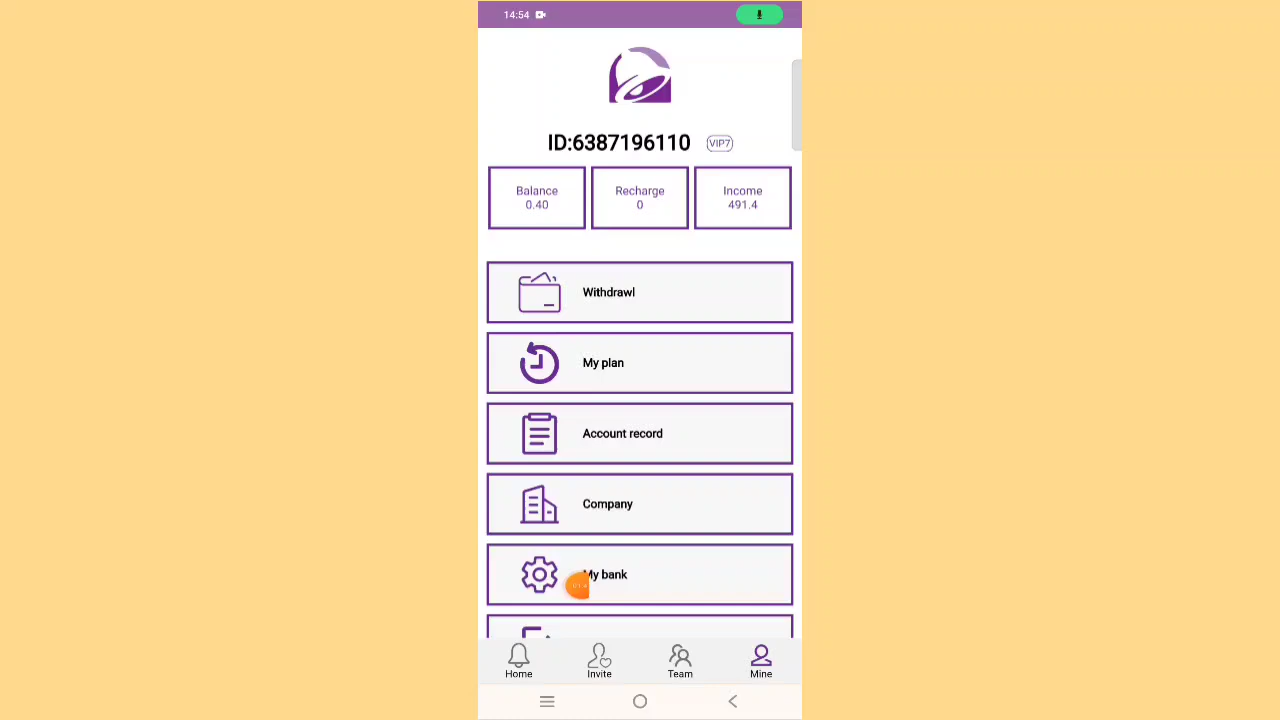 14:54
ID:6387196110 VIP7
Balance Recharge Income
0.40 0 491.4
Withdrawl
My plan
Account record
Company
My bank
Home Invite Team Mine